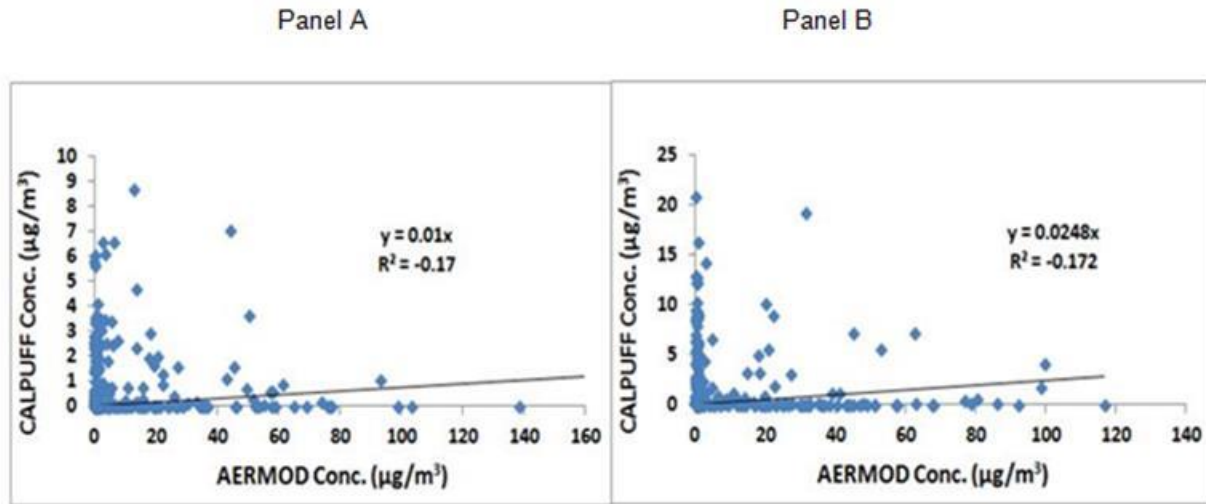 Panel A
Panel B
10
9
8
7
6
5
4
3
2
1
0
CALPUFF Conc. (µg/m³)
y = 0.01x
R² = -0.17
0 20 40 60 80 100 120 140 160
AERMOD Conc. (µg/m³)
25
20
15
10
5
0
CALPUFF Conc. (µg/m³)
y = 0.0248x
R² = -0.172
0 20 40 60 80 100 120 140
AERMOD Conc. (µg/m³)